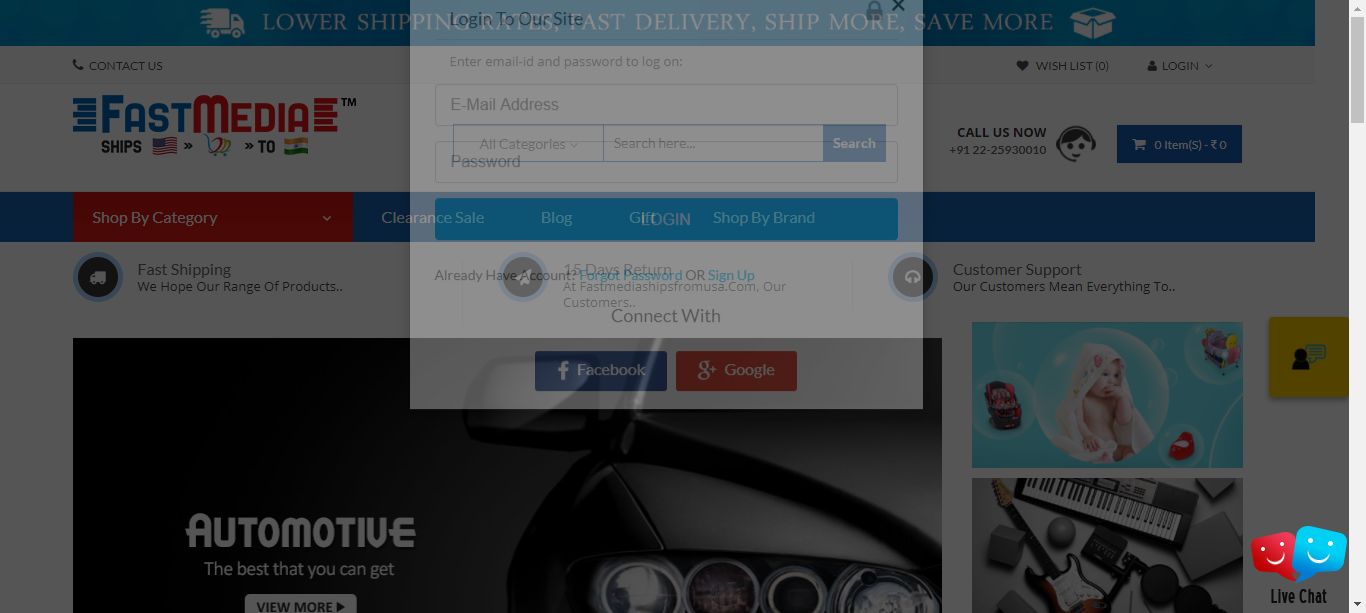 LOWER SHIPPING RATES, FAST DELIVERY, SHIP MORE, SAVE MORE
Login To Our Site
CONTACT US
WISH LIST (0)
LOGIN
Enter email-id and password to log on:
FASTMEDIA™
SHIPS » » TO
E-Mail Address
All Categories
Search here...
Search
Password
CALL US NOW
+91 22-25930010
0 Item(S) - ₹ 0
Shop By Category
Clearance Sale
Blog
Gift
Shop By Brand
LOGIN
Fast Shipping
We Hope Our Range Of Products..
15 Days Return
At Fastmediashipsfromusa.Com, Our
Customers..
Customer Support
Our Customers Mean Everything To..
Already Have Account? Forgot Password OR Sign Up
Connect With
Facebook
Google
AUTOMOTIVE
The best that you can get
VIEW MORE
Live Chat